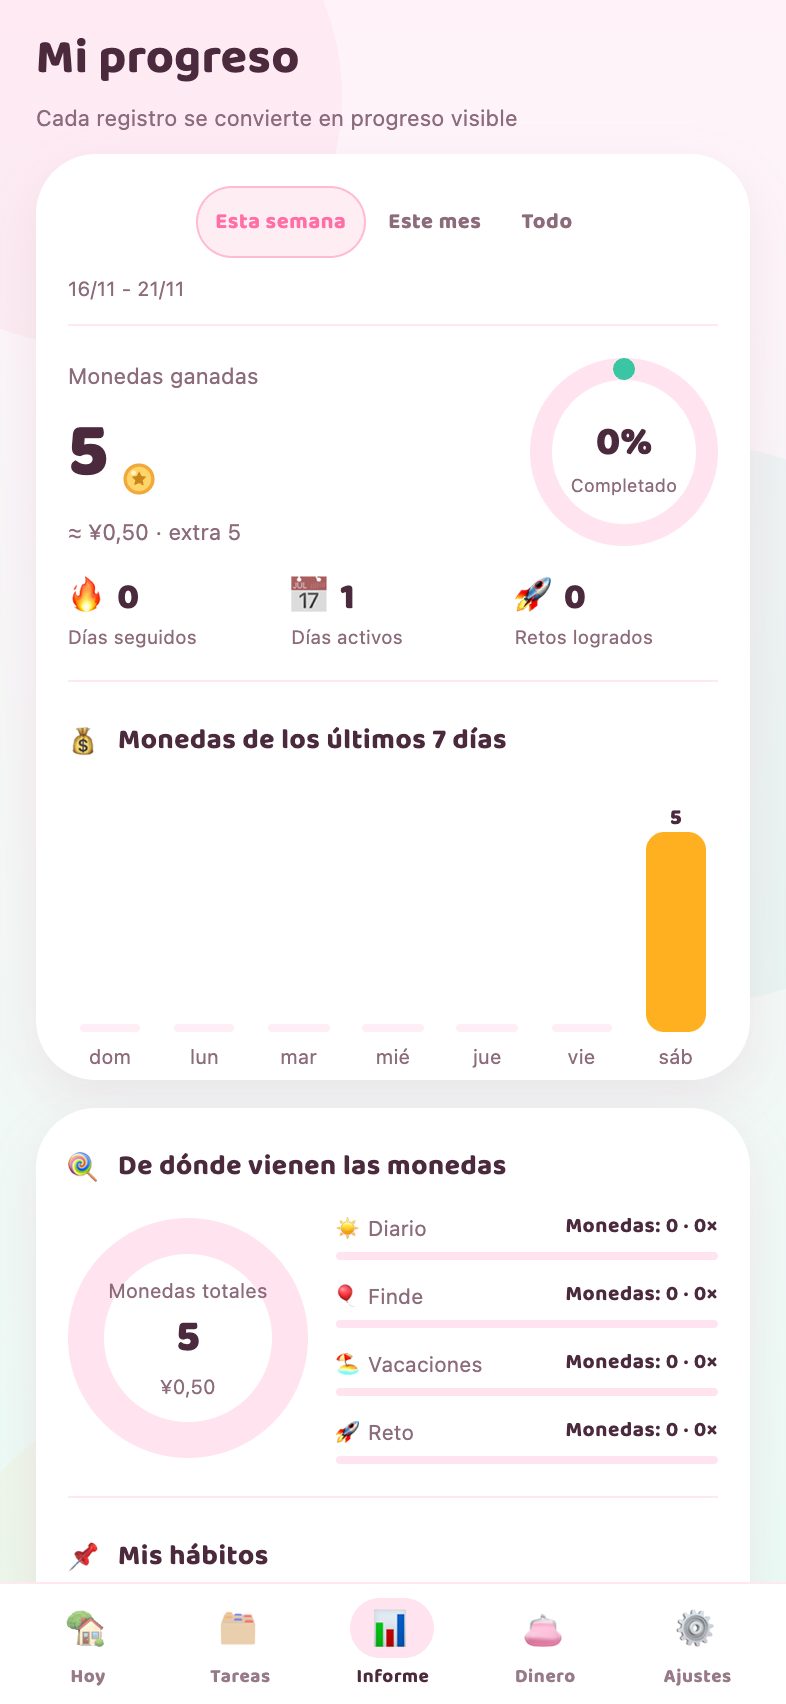 Mi progreso
Cada registro se convierte en progreso visible
Esta semana Este mes Todo
16/11 - 21/11
Monedas ganadas
5
≈ ¥0,50 · extra 5
0%
Completado
0
Días seguidos
JUL 17
1
Días activos
0
Retos logrados
Monedas de los últimos 7 días
5
dom lun mar mié jue vie sáb
De dónde vienen las monedas
Monedas totales
5
¥0,50
Diario Monedas: 0 · 0×
Finde Monedas: 0 · 0×
Vacaciones Monedas: 0 · 0×
Reto Monedas: 0 · 0×
Mis hábitos
Hoy Tareas Informe Dinero Ajustes